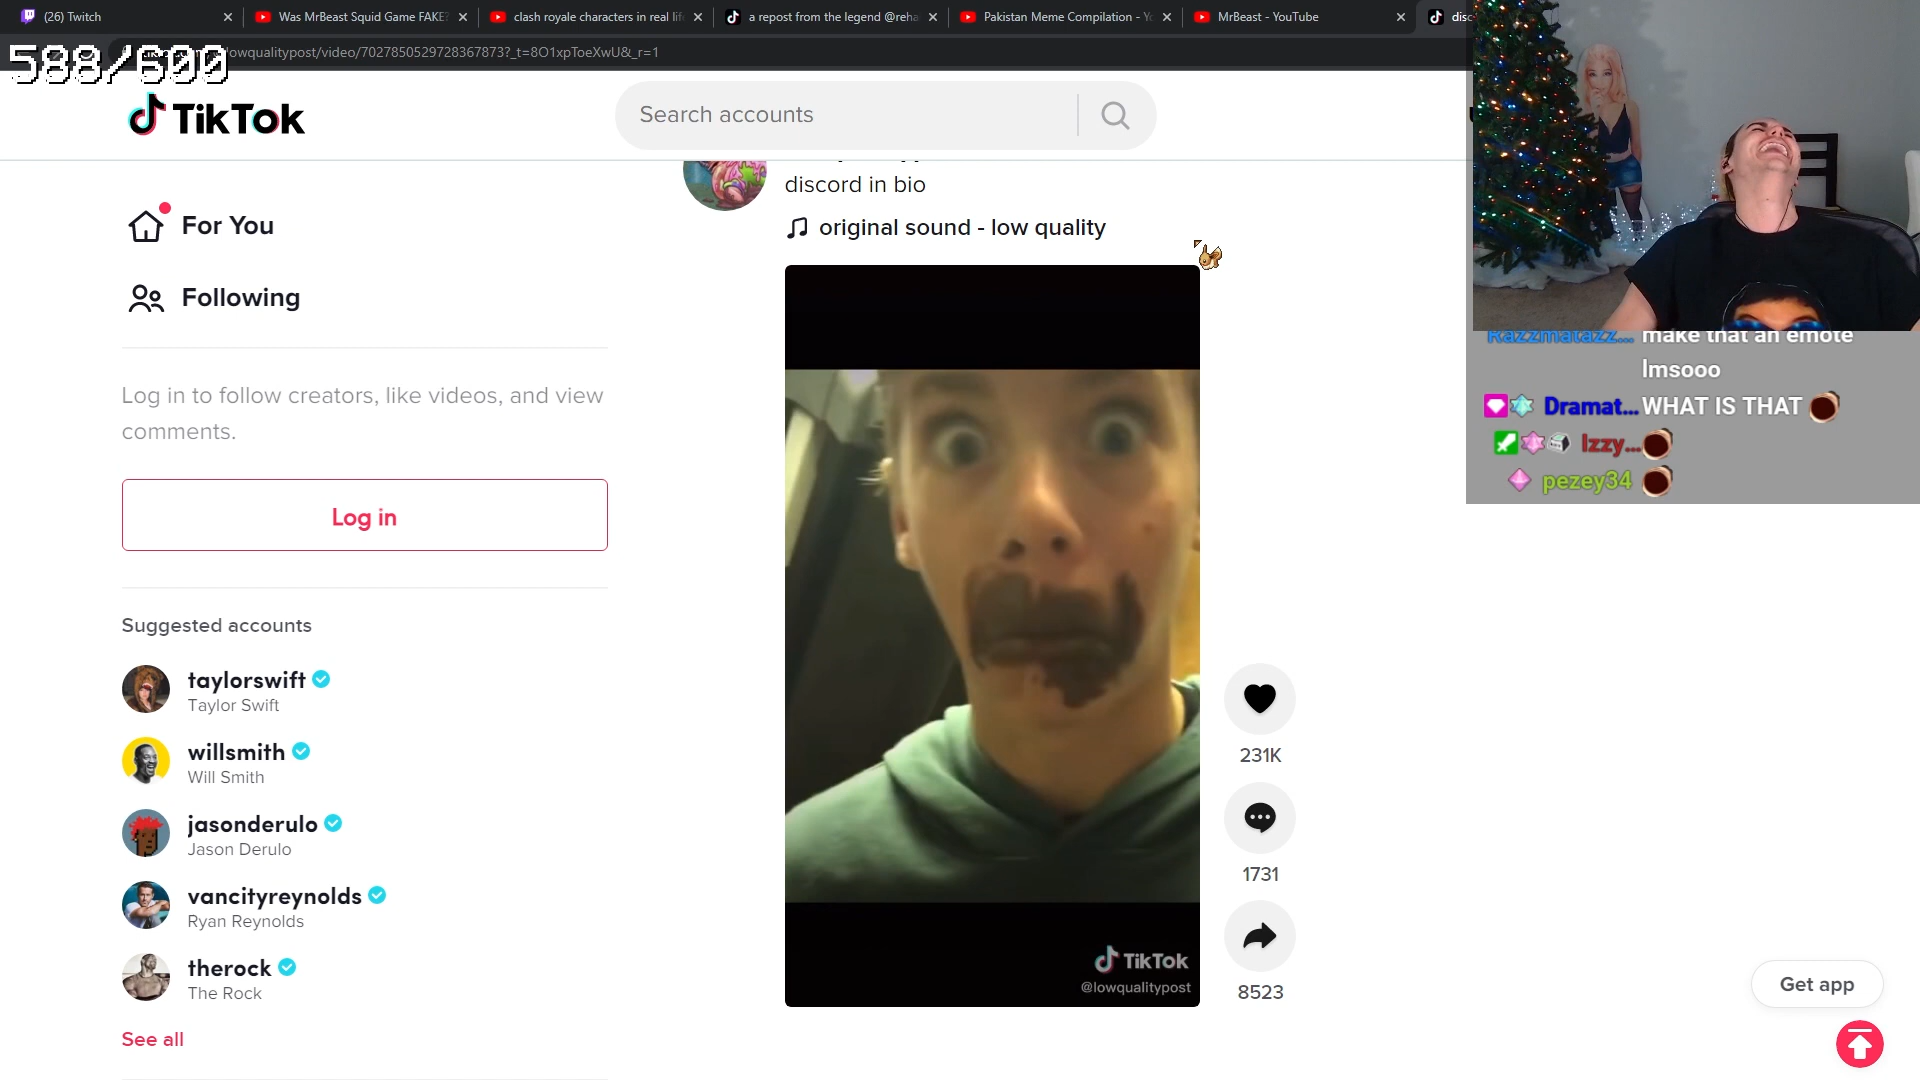 (26) Twitch
Was MrBeast Squid Game FAKE?
clash royale characters in real lif
a repost from the legend @reha
Pakistan Meme Compilation - Yo
MrBeast - YouTube
disc
lowqualitypost/video/7027850529728367873?_t=8O1xpToeXwU&_r=1
588/600
TikTok
Search accounts
For You
Following
Log in to follow creators, like videos, and view
comments.
Log in
Suggested accounts
taylorswift
Taylor Swift
willsmith
Will Smith
jasonderulo
Jason Derulo
vancityreynolds
Ryan Reynolds
therock
The Rock
See all
discord in bio
original sound - low quality
TikTok
@lowqualitypost
231K
1731
8523
Razzmatazz... make that an emote
lmsooo
Dramat... WHAT IS THAT
Izzy...
pezey34
Get app